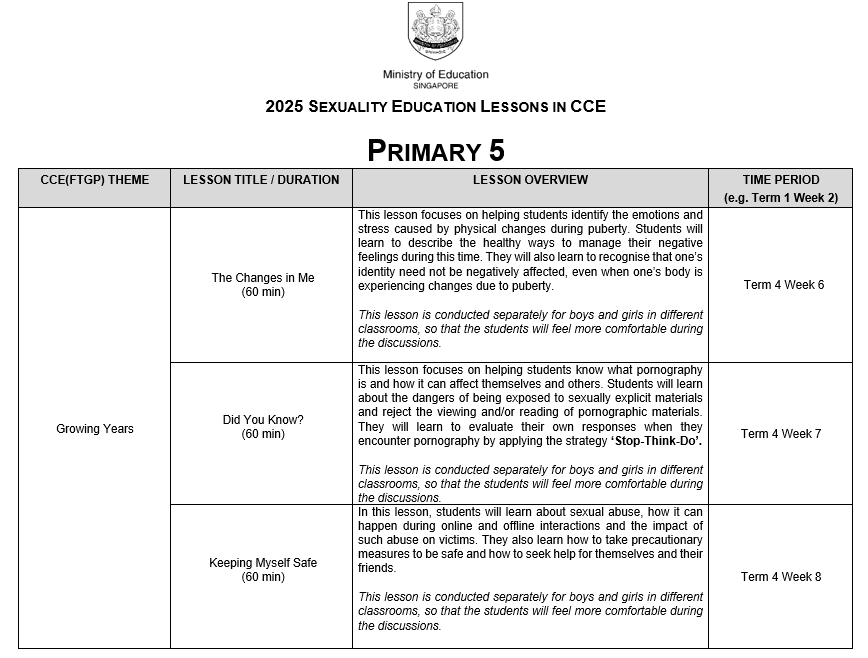 Ministry of Education
SINGAPORE
2025 SEXUALITY EDUCATION LESSONS IN CCE
PRIMARY 5
CCE(FTGP) THEME
LESSON TITLE / DURATION
LESSON OVERVIEW
TIME PERIOD
(e.g. Term 1 Week 2)
Growing Years
The Changes in Me
(60 min)
This lesson focuses on helping students identify the emotions and
stress caused by physical changes during puberty. Students will
learn to describe the healthy ways to manage their negative
feelings during this time. They will also learn to recognise that one’s
identity need not be negatively affected, even when one’s body is
experiencing changes due to puberty.
This lesson is conducted separately for boys and girls in different
classrooms, so that the students will feel more comfortable during
the discussions.
Term 4 Week 6
Did You Know?
(60 min)
This lesson focuses on helping students know what pornography
is and how it can affect themselves and others. Students will learn
about the dangers of being exposed to sexually explicit materials
and reject the viewing and/or reading of pornographic materials.
They will learn to evaluate their own responses when they
encounter pornography by applying the strategy ‘Stop-Think-Do’.
This lesson is conducted separately for boys and girls in different
classrooms, so that the students will feel more comfortable during
the discussions.
Term 4 Week 7
Keeping Myself Safe
(60 min)
In this lesson, students will learn about sexual abuse, how it can
happen during online and offline interactions and the impact of
such abuse on victims. They also learn how to take precautionary
measures to be safe and how to seek help for themselves and their
friends.
This lesson is conducted separately for boys and girls in different
classrooms, so that the students will feel more comfortable during
the discussions.
Term 4 Week 8